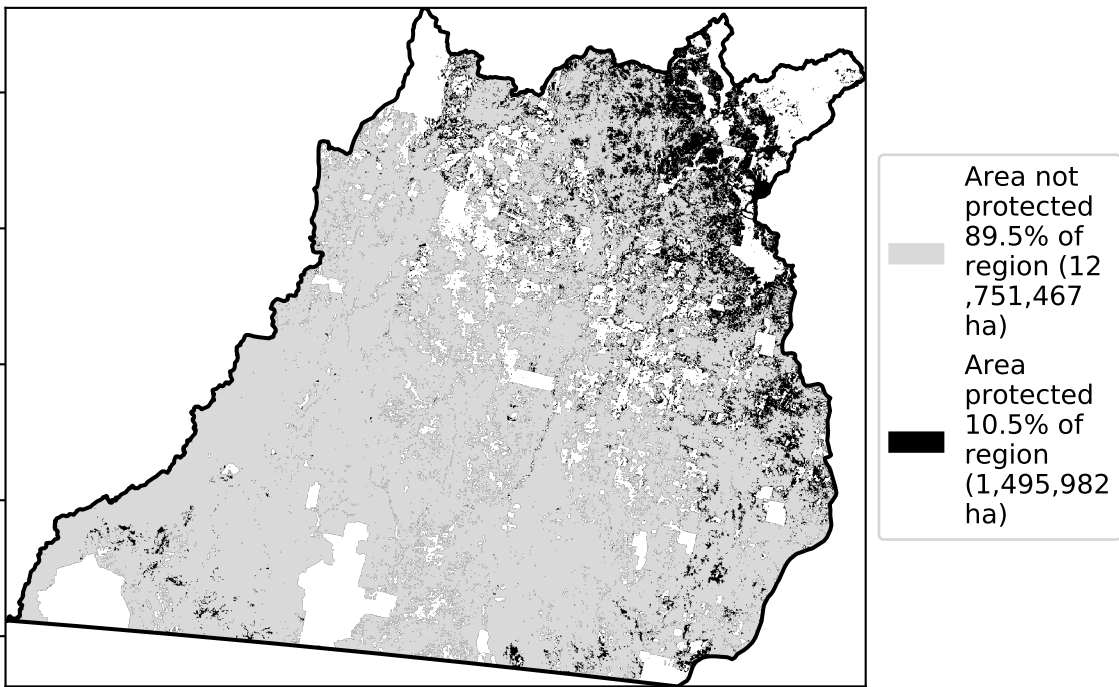 Area not
protected
89.5% of
region (12
,751,467
ha)
Area
protected
10.5% of
region
(1,495,982
ha)